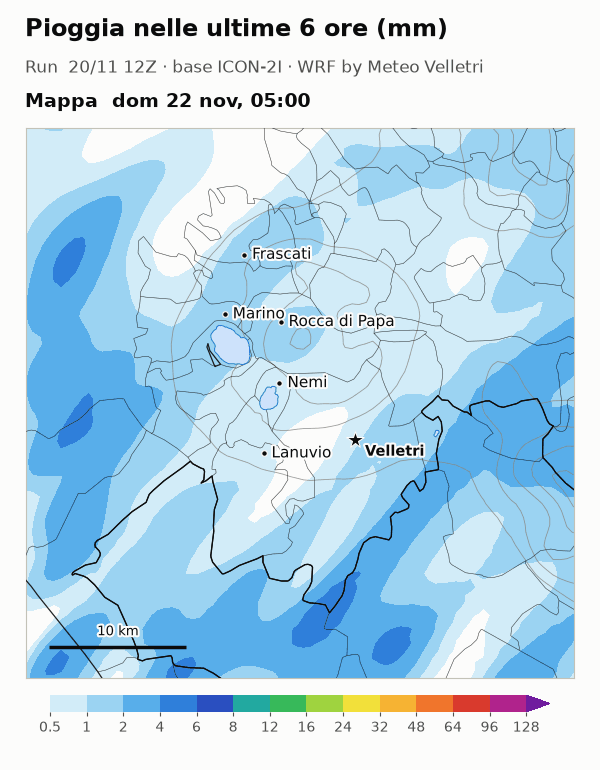 Pioggia nelle ultime 6 ore (mm)
Run  20/11 12Z · base ICON-2I · WRF by Meteo Velletri
Mappa  dom 22 nov, 05:00
Frascati
Marino
Rocca di Papa
Nemi
Velletri
Lanuvio
10 km
0.5 1 2 4 6 8 12 16 24 32 48 64 96 128